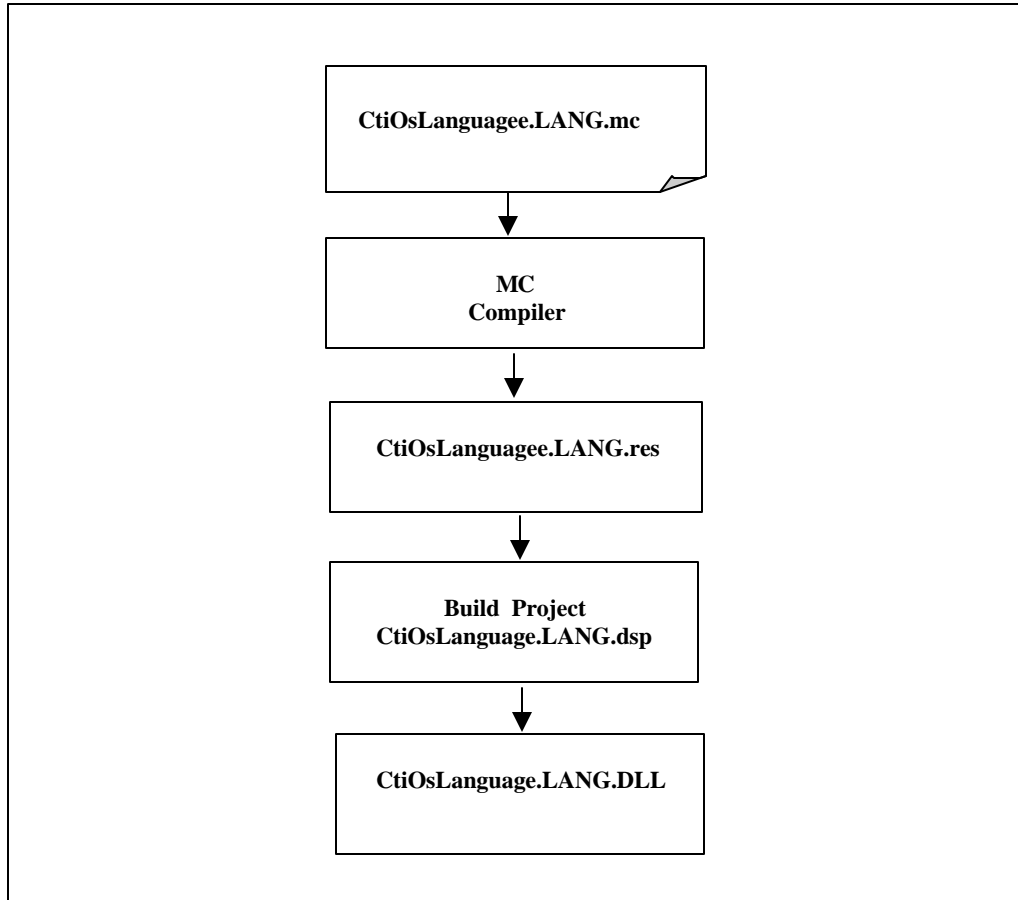 CtiOsLanguagee.LANG.mc
MC
Compiler
CtiOsLanguagee.LANG.res
Build Project
CtiOsLanguage.LANG.dsp
CtiOsLanguage.LANG.DLL